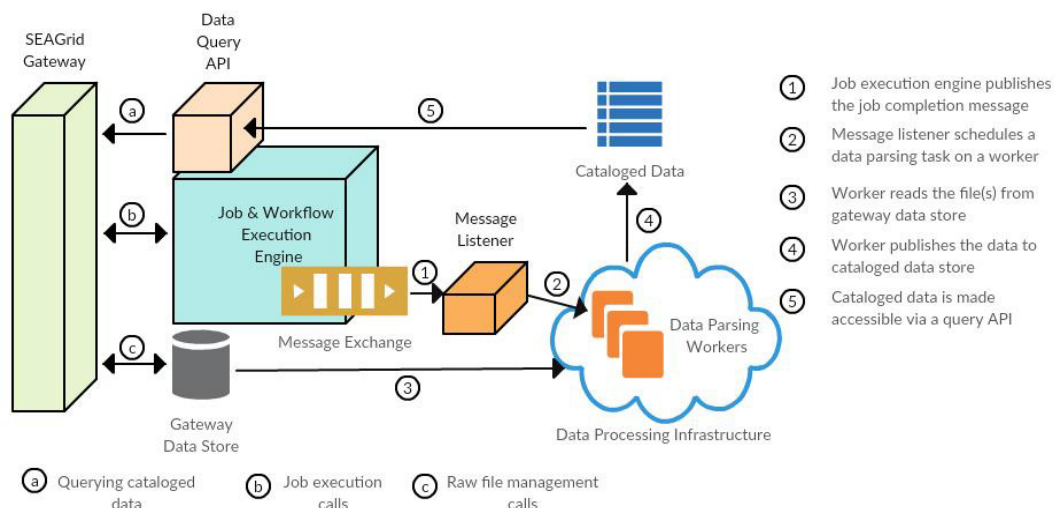 SEAGrid
Gateway
Data
Query
API
a
5
b
c
Job & Workflow
Execution
Engine
Message Exchange
1
Message
Listener
2
3
4
Cataloged Data
Data Parsing
Workers
Data Processing Infrastructure
Gateway
Data Store
1 Job execution engine publishes
the job completion message
2 Message listener schedules a
data parsing task on a worker
3 Worker reads the file(s) from
gateway data store
4 Worker publishes the data to
cataloged data store
5 Cataloged data is made
accessible via a query API
a Querying cataloged
data
b Job execution
calls
c Raw file management
calls